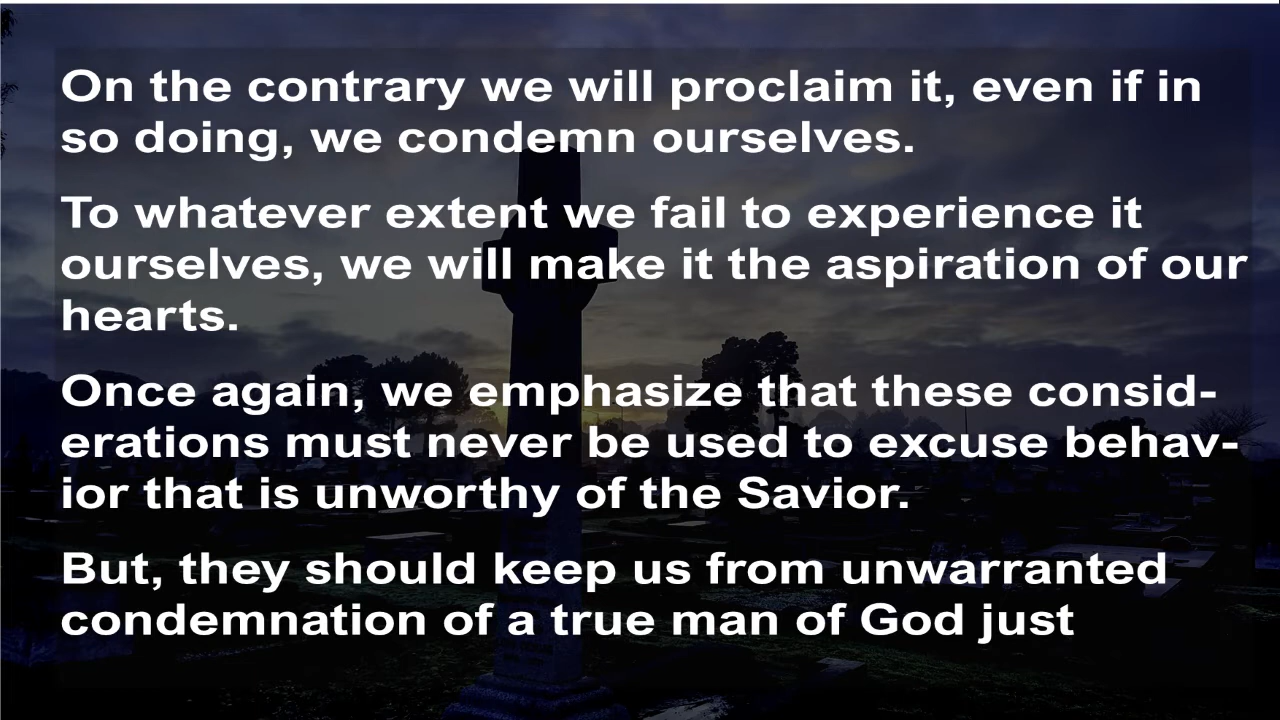 On the contrary we will proclaim it, even if in
so doing, we condemn ourselves.
To whatever extent we fail to experience it
ourselves, we will make it the aspiration of our
hearts.
Once again, we emphasize that these consid-
erations must never be used to excuse behav-
ior that is unworthy of the Savior.
But, they should keep us from unwarranted
condemnation of a true man of God just